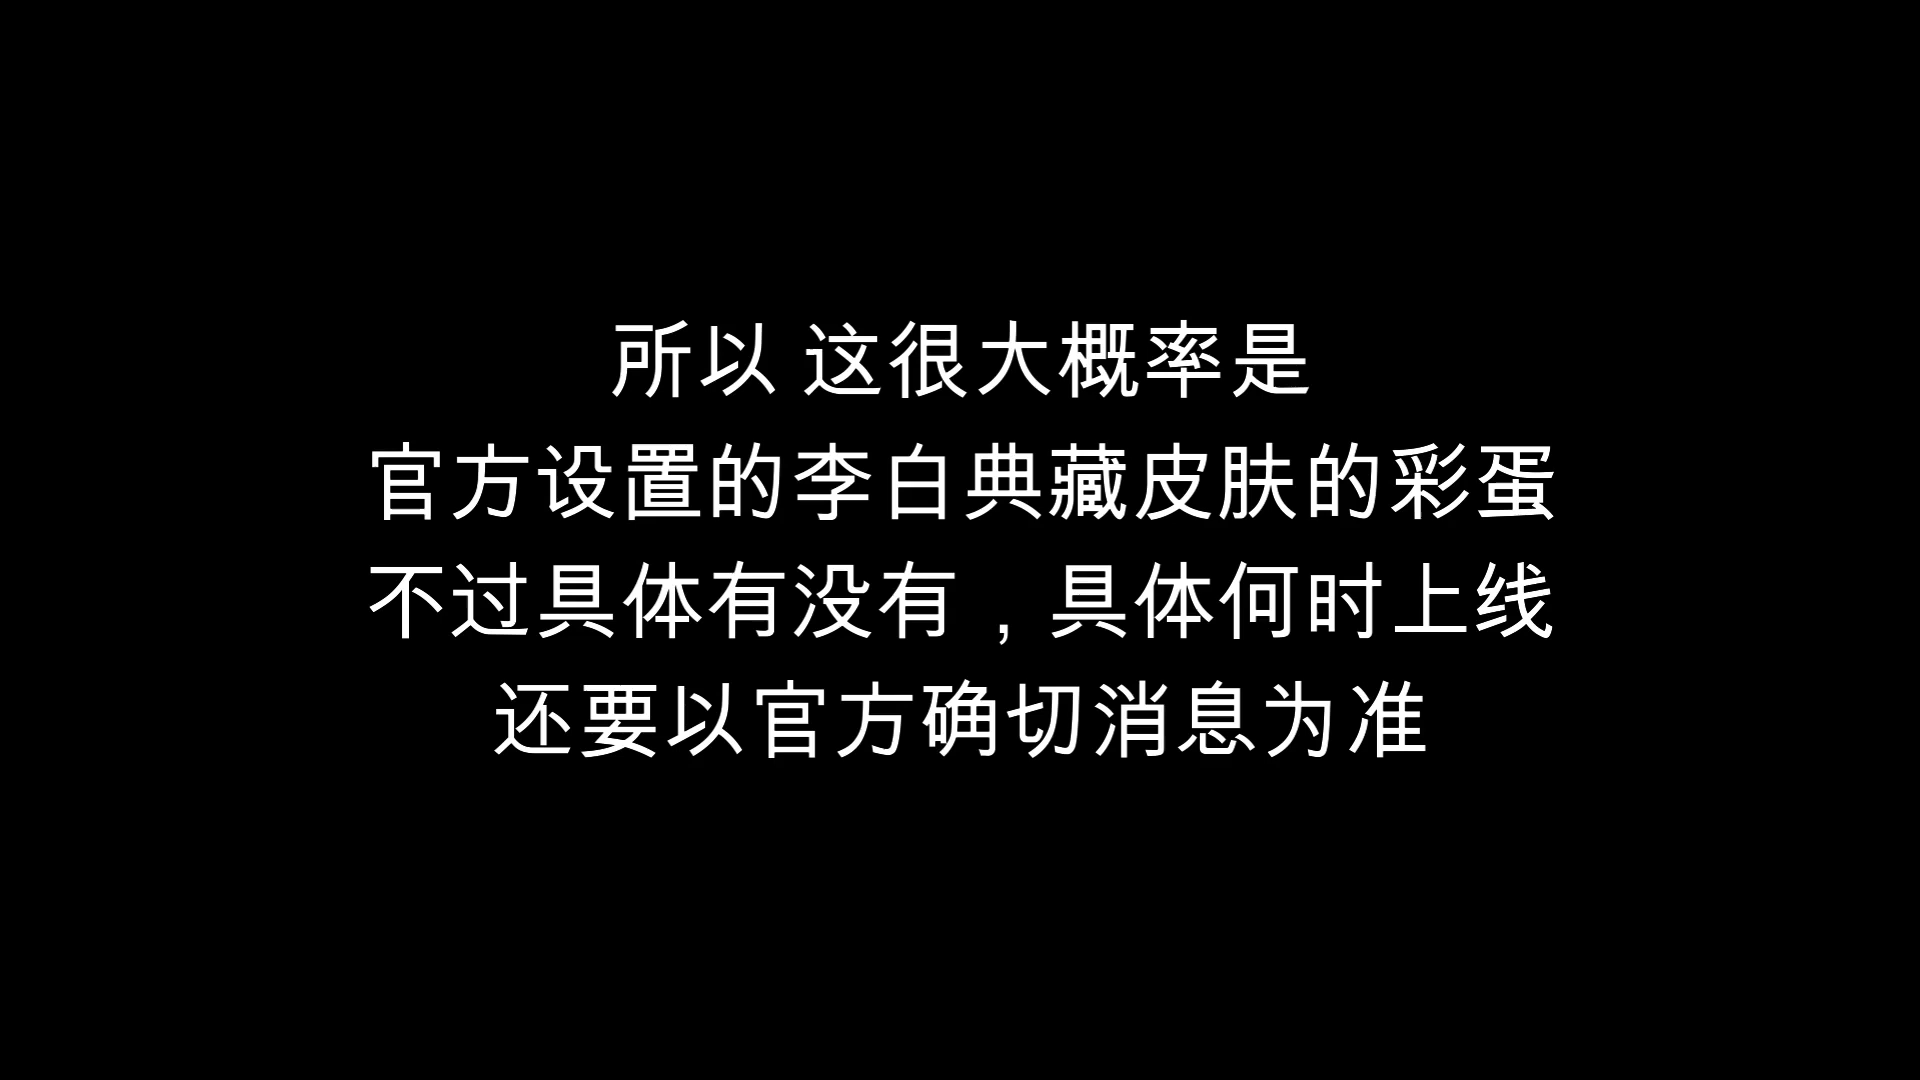 所以 这很大概率是
官方设置的李白典藏皮肤的彩蛋
不过具体有没有，具体何时上线
还要以官方确切消息为准